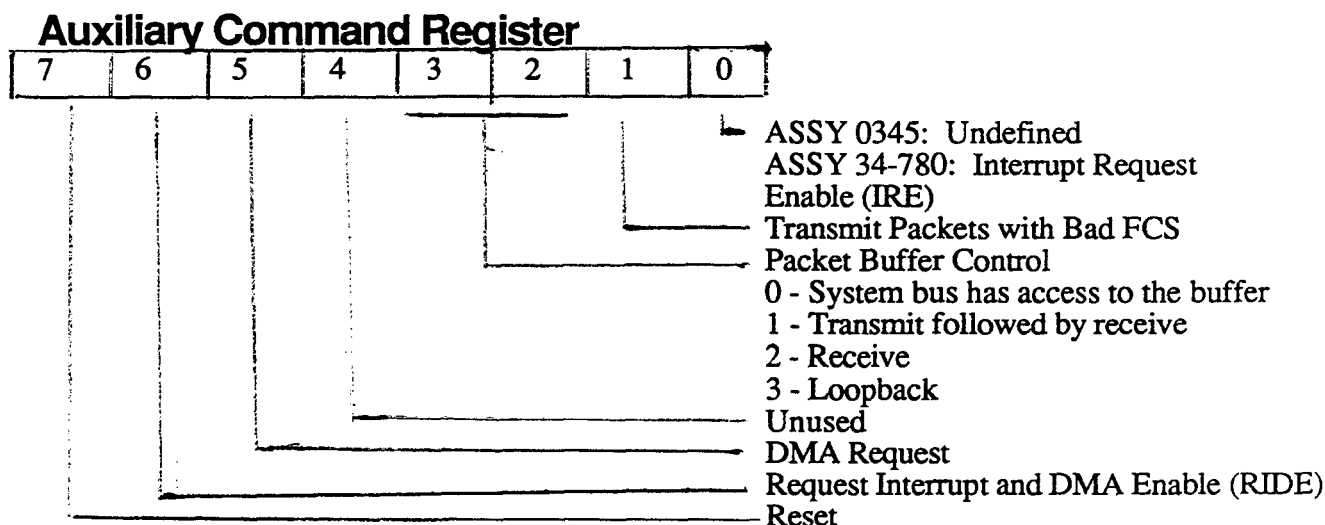 Auxiliary Command Register
7 6 5 4 3 2 1 0
ASSY 0345: Undefined
ASSY 34-780: Interrupt Request
Enable (IRE)
Transmit Packets with Bad FCS
Packet Buffer Control
0 - System bus has access to the buffer
1 - Transmit followed by receive
2 - Receive
3 - Loopback
Unused
DMA Request
Request Interrupt and DMA Enable (RIDE)
Reset